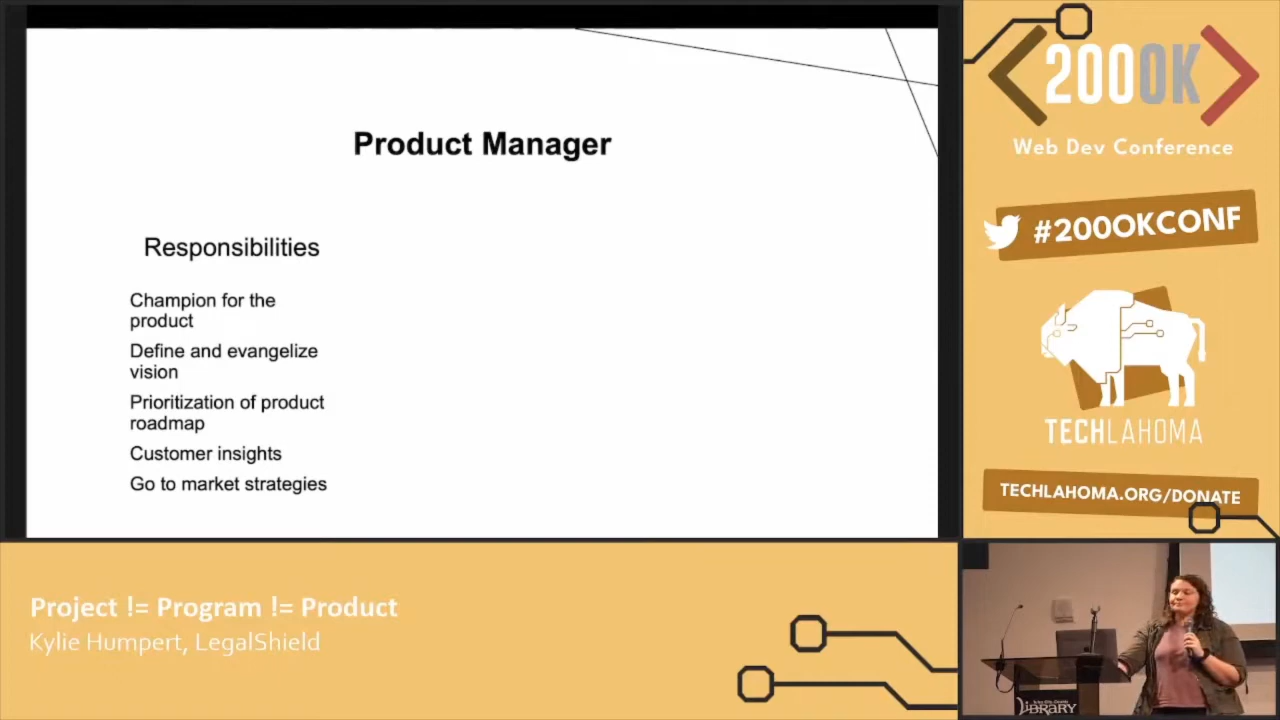 Product Manager
Responsibilities
Champion for the
product
Define and evangelize
vision
Prioritization of product
roadmap
Customer insights
Go to market strategies
200OK
Web Dev Conference
#200OKCONF
TECHLAHOMA
TECHLAHOMA.ORG/DONATE
Project != Program != Product
Kylie Humpert, LegalShield
LIBRARY